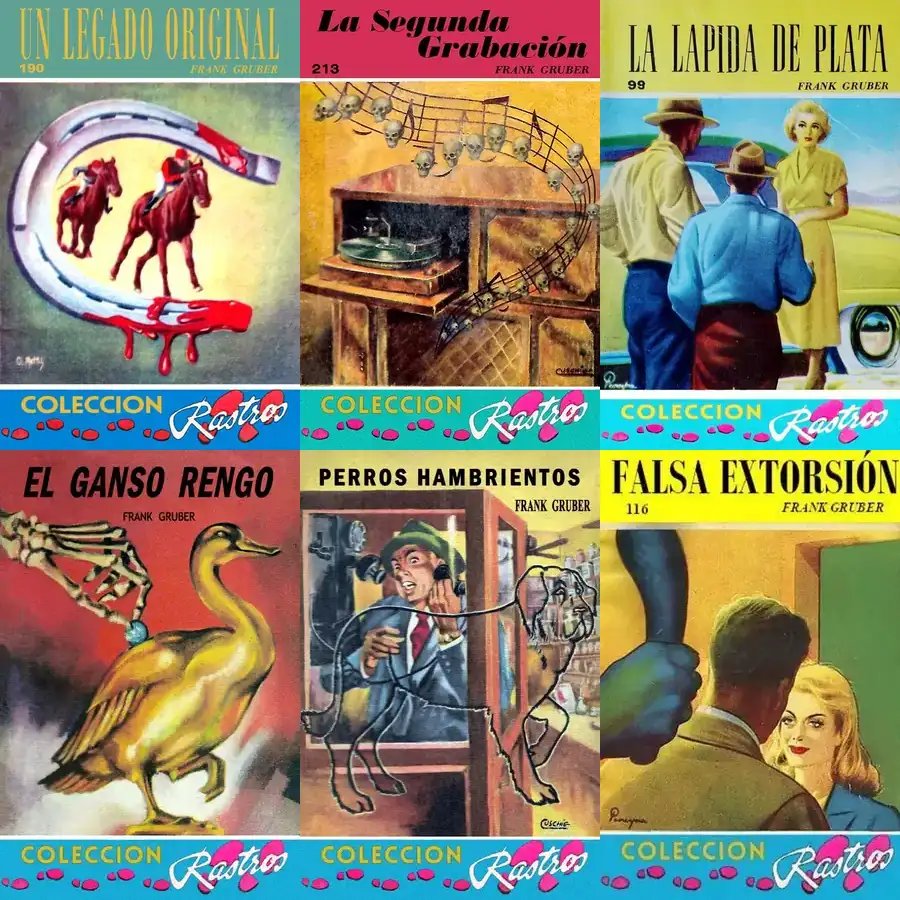 UN LEGADO ORIGINAL
190
FRANK GRUBER
COLECCION
Rastros
La Segunda
Grabación
213
FRANK GRUBER
COLECCION
Rastros
LA LAPIDA DE PLATA
99
FRANK GRUBER
Pereyra
COLECCION
Rastros
EL GANSO RENGO
FRANK GRUBER
COLECCION
Rastros
PERROS HAMBRIENTOS
FRANK GRUBER
COLECCION
Rastros
FALSA EXTORSIÓN
116
FRANK GRUBER
Pereyra
COLECCION
Rastros